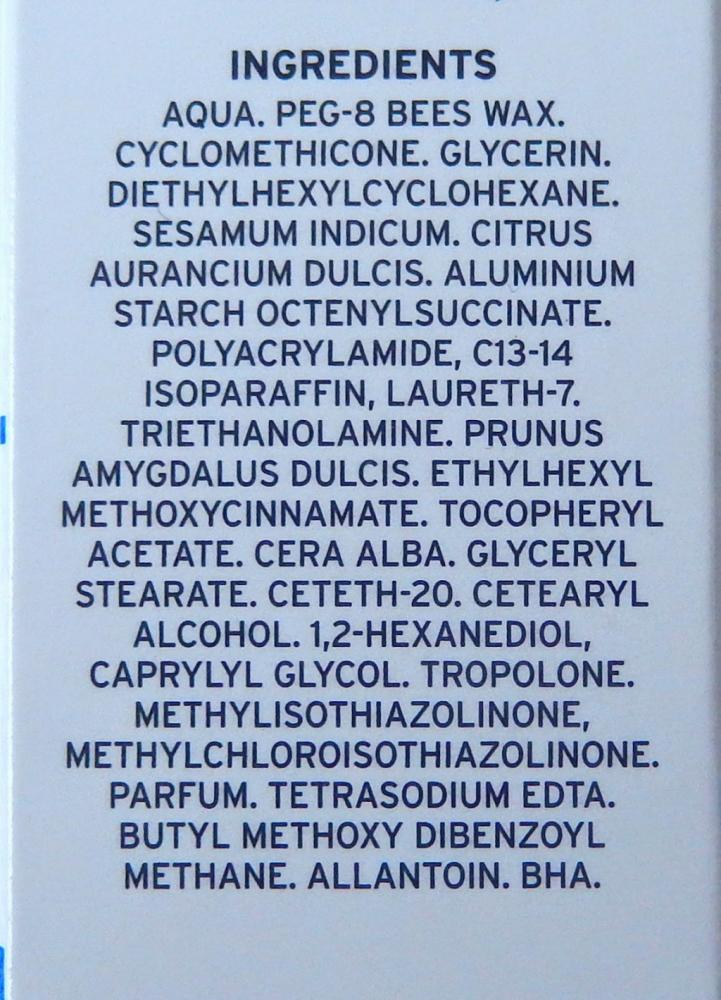 INGREDIENTS
AQUA. PEG-8 BEES WAX.
CYCLOMETHICONE. GLYCERIN.
DIETHYLHEXYLCYCLOHEXANE.
SESAMUM INDICUM. CITRUS
AURANCIUM DULCIS. ALUMINIUM
STARCH OCTENYLSUCCINATE.
POLYACRYLAMIDE, C13-14
ISOPARAFFIN, LAURETH-7.
TRIETHANOLAMINE. PRUNUS
AMYGDALUS DULCIS. ETHYLHEXYL
METHOXYCINNAMATE. TOCOPHERYL
ACETATE. CERA ALBA. GLYCERYL
STEARATE. CETETH-20. CETEARYL
ALCOHOL. 1,2-HEXANEDIOL,
CAPRYLYL GLYCOL. TROPOLONE.
METHYLISOTHIAZOLINONE,
METHYLCHLOROISOTHIAZOLINONE.
PARFUM. TETRASODIUM EDTA.
BUTYL METHOXY DIBENZOYL
METHANE. ALLANTOIN. BHA.